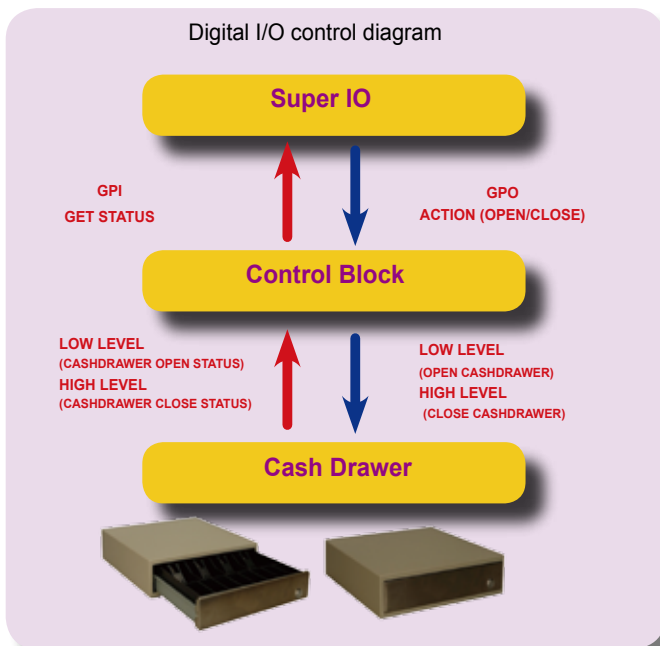 Digital I/O control diagram
Super IO
GPI
GET STATUS
GPO
ACTION (OPEN/CLOSE)
Control Block
LOW LEVEL
(CASHDRAWER OPEN STATUS)
HIGH LEVEL
(CASHDRAWER CLOSE STATUS)
LOW LEVEL
(OPEN CASHDRAWER)
HIGH LEVEL
(CLOSE CASHDRAWER)
Cash Drawer